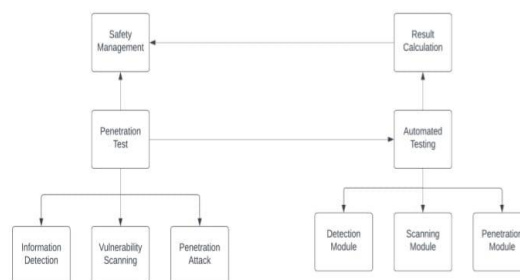 Safety
Management
Result
Calculation
Penetration
Test
Automated
Testing
Information
Detection
Vulnerability
Scanning
Penetration
Attack
Detection
Module
Scanning
Module
Penetration
Module